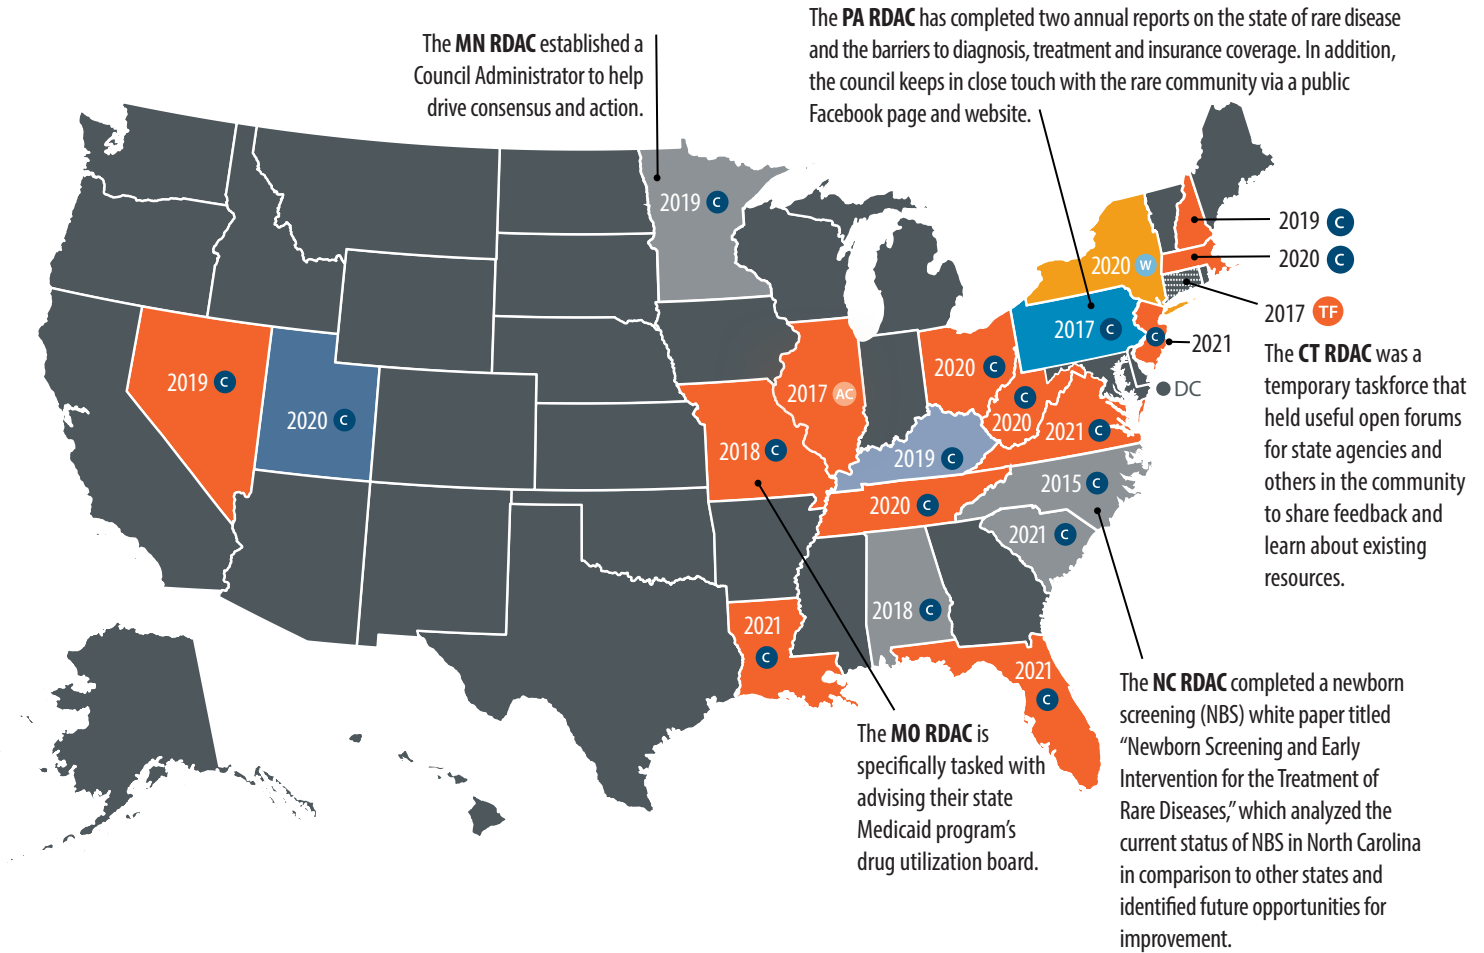 The PA RDAC has completed two annual reports on the state of rare disease
and the barriers to diagnosis, treatment and insurance coverage. In addition,
the council keeps in close touch with the rare community via a public
Facebook page and website.
The MN RDAC established a
Council Administrator to help
drive consensus and action.
2019 C
2019 C
2020 C
2020 W
2017 TF
2017 C
C
2021
The CT RDAC was a
temporary taskforce that
held useful open forums
for state agencies and
others in the community
to share feedback and
learn about existing
resources.
DC
2019 C
2020 C
2017 AC
2020 C
C
2020
2021 C
2018 C
2019 C
2015 C
2020 C
2021 C
2018 C
2021
C
2021
C
The MO RDAC is
specifically tasked with
advising their state
Medicaid program's
drug utilization board.
The NC RDAC completed a newborn
screening (NBS) white paper titled
“Newborn Screening and Early
Intervention for the Treatment of
Rare Diseases,” which analyzed the
current status of NBS in North Carolina
in comparison to other states and
identified future opportunities for
improvement.